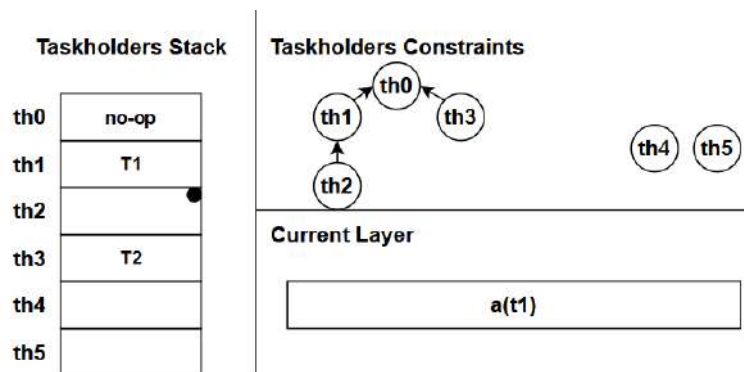 Taskholders Stack
th0 no-op
th1 T1
th2
th3 T2
th4
th5
Taskholders Constraints
th0
th1 th3
th4 th5
th2
Current Layer
a(t1)